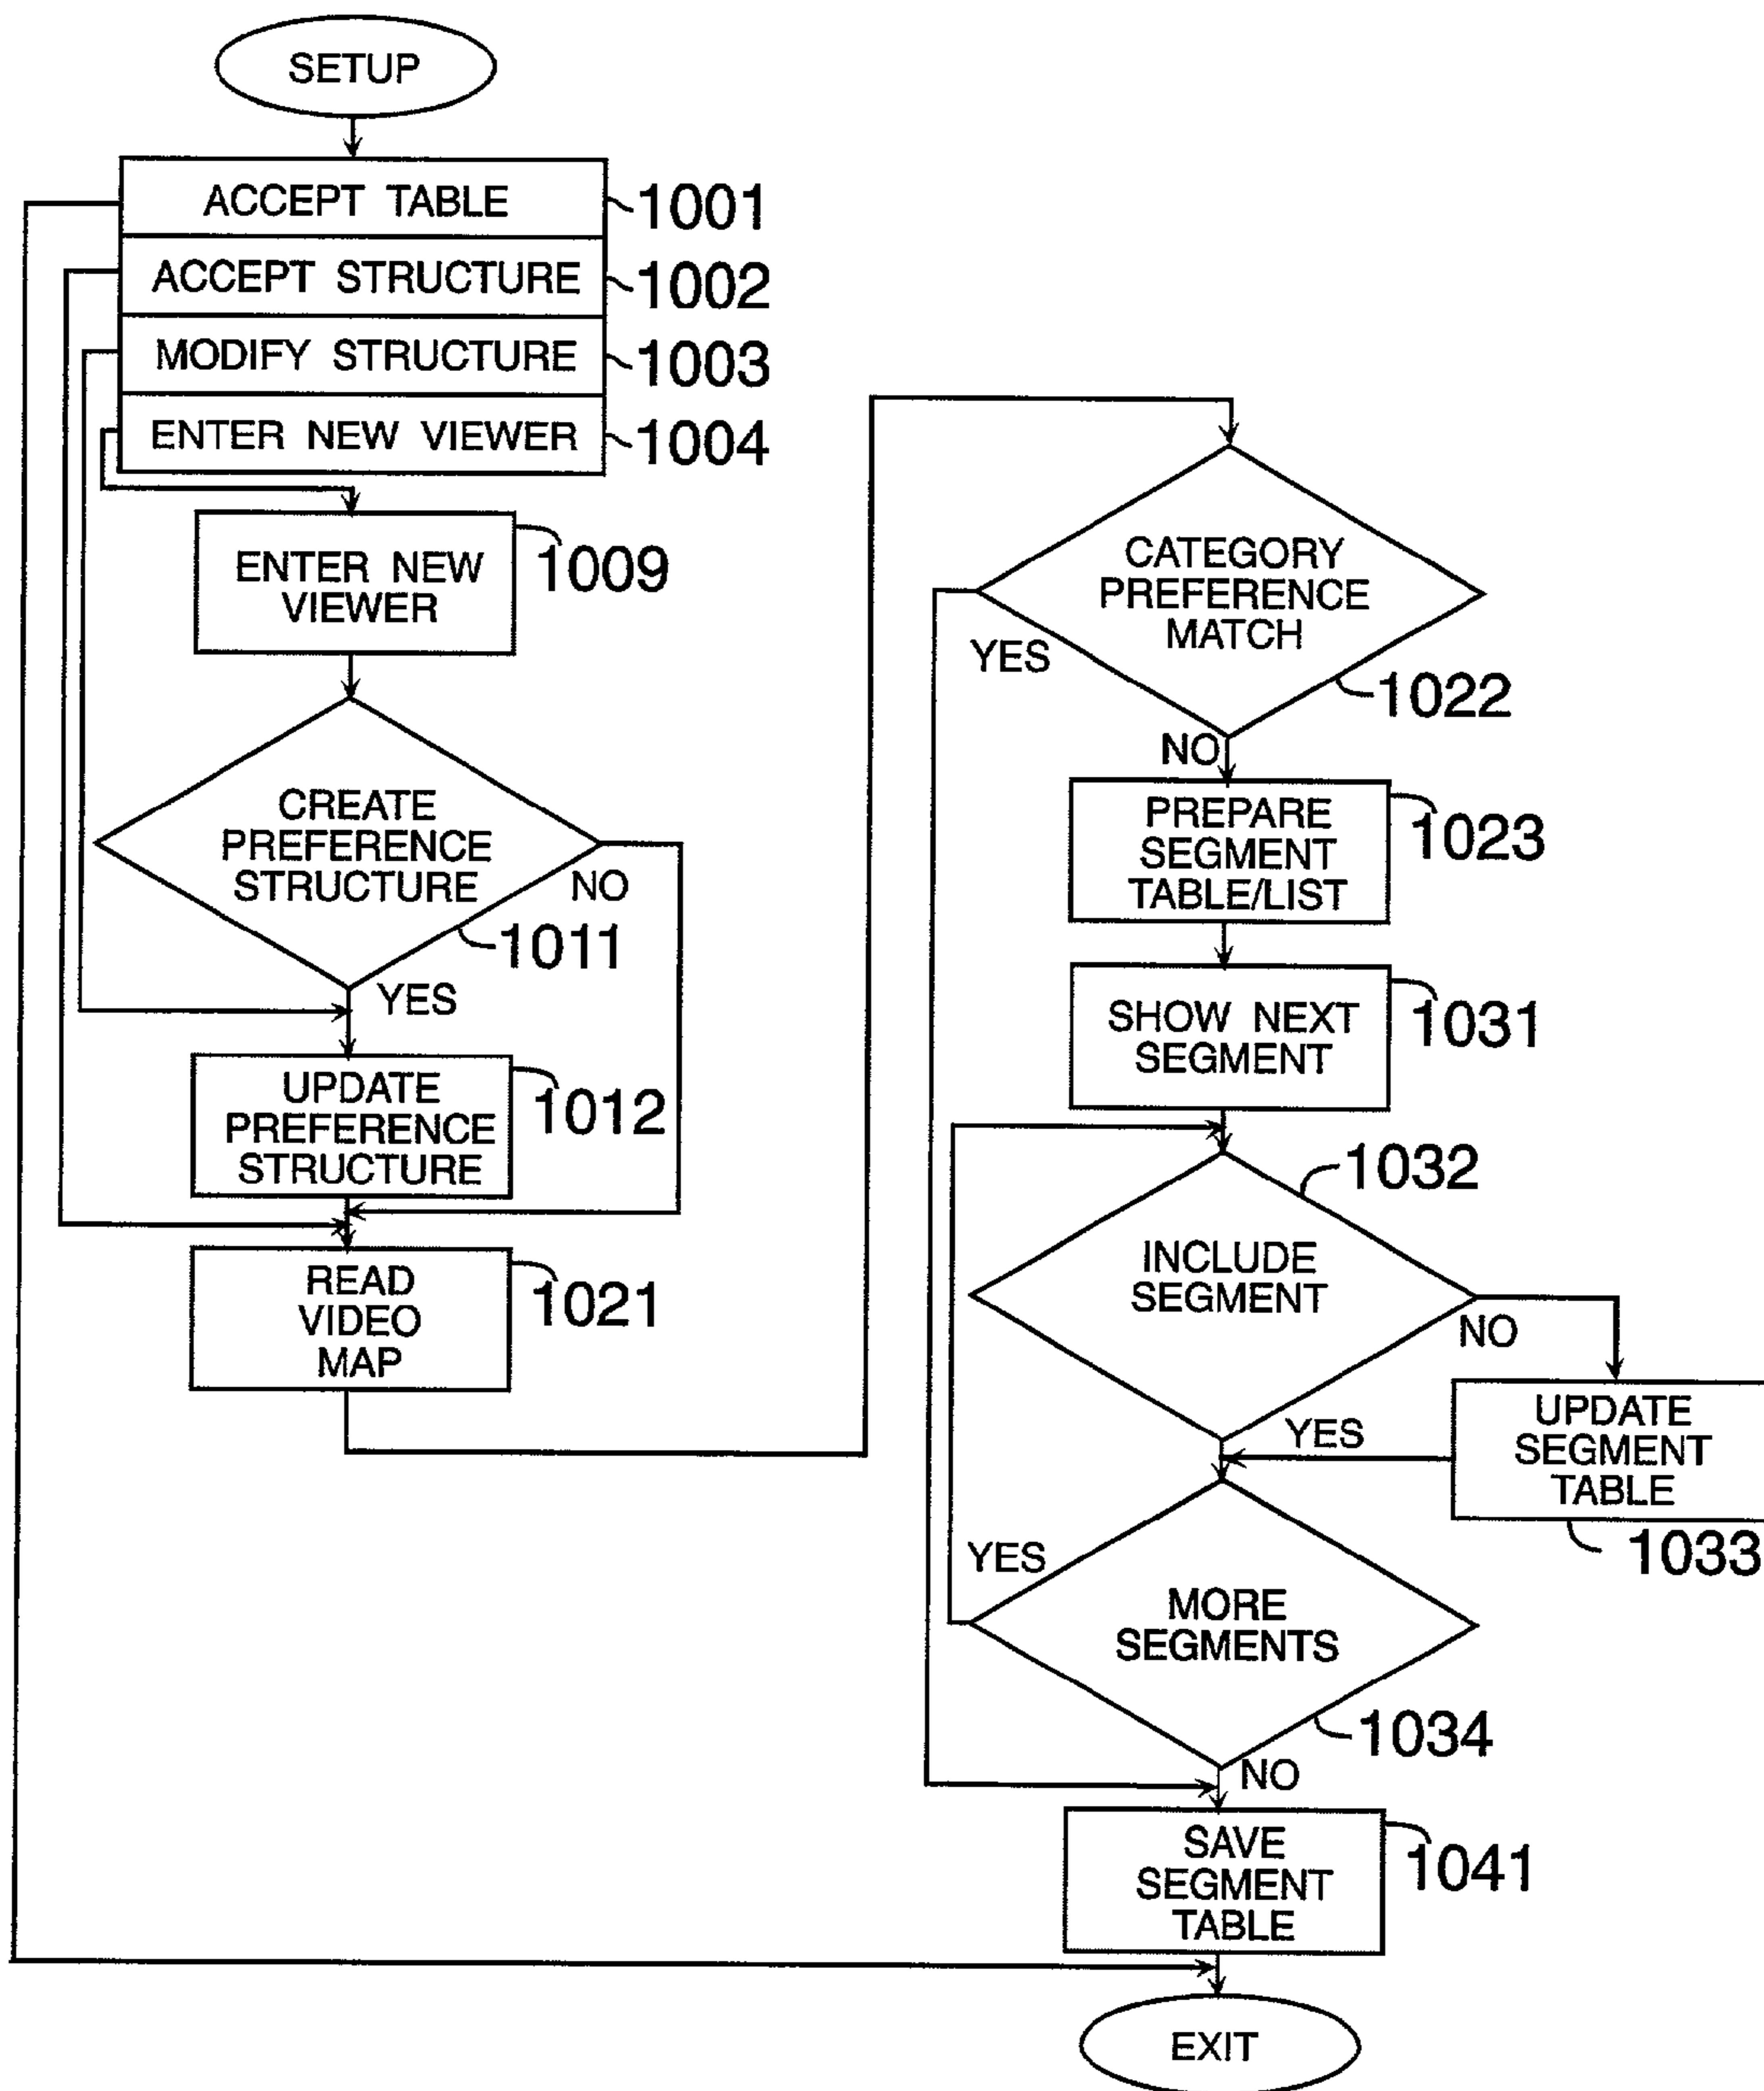 SETUP
ACCEPT TABLE
1001
ACCEPT STRUCTURE
1002
MODIFY STRUCTURE
1003
ENTER NEW VIEWER
1004
ENTER NEW
VIEWER
1009
CREATE
PREFERENCE
STRUCTURE
NO
1011
YES
UPDATE
PREFERENCE
STRUCTURE
1012
READ
VIDEO
MAP
1021
CATEGORY
PREFERENCE
MATCH
YES
1022
NO
PREPARE
SEGMENT
TABLE/LIST
1023
SHOW NEXT
SEGMENT
1031
1032
INCLUDE
SEGMENT
NO
YES
UPDATE
SEGMENT
TABLE
1033
YES
MORE
SEGMENTS
1034
NO
SAVE
SEGMENT
TABLE
1041
EXIT